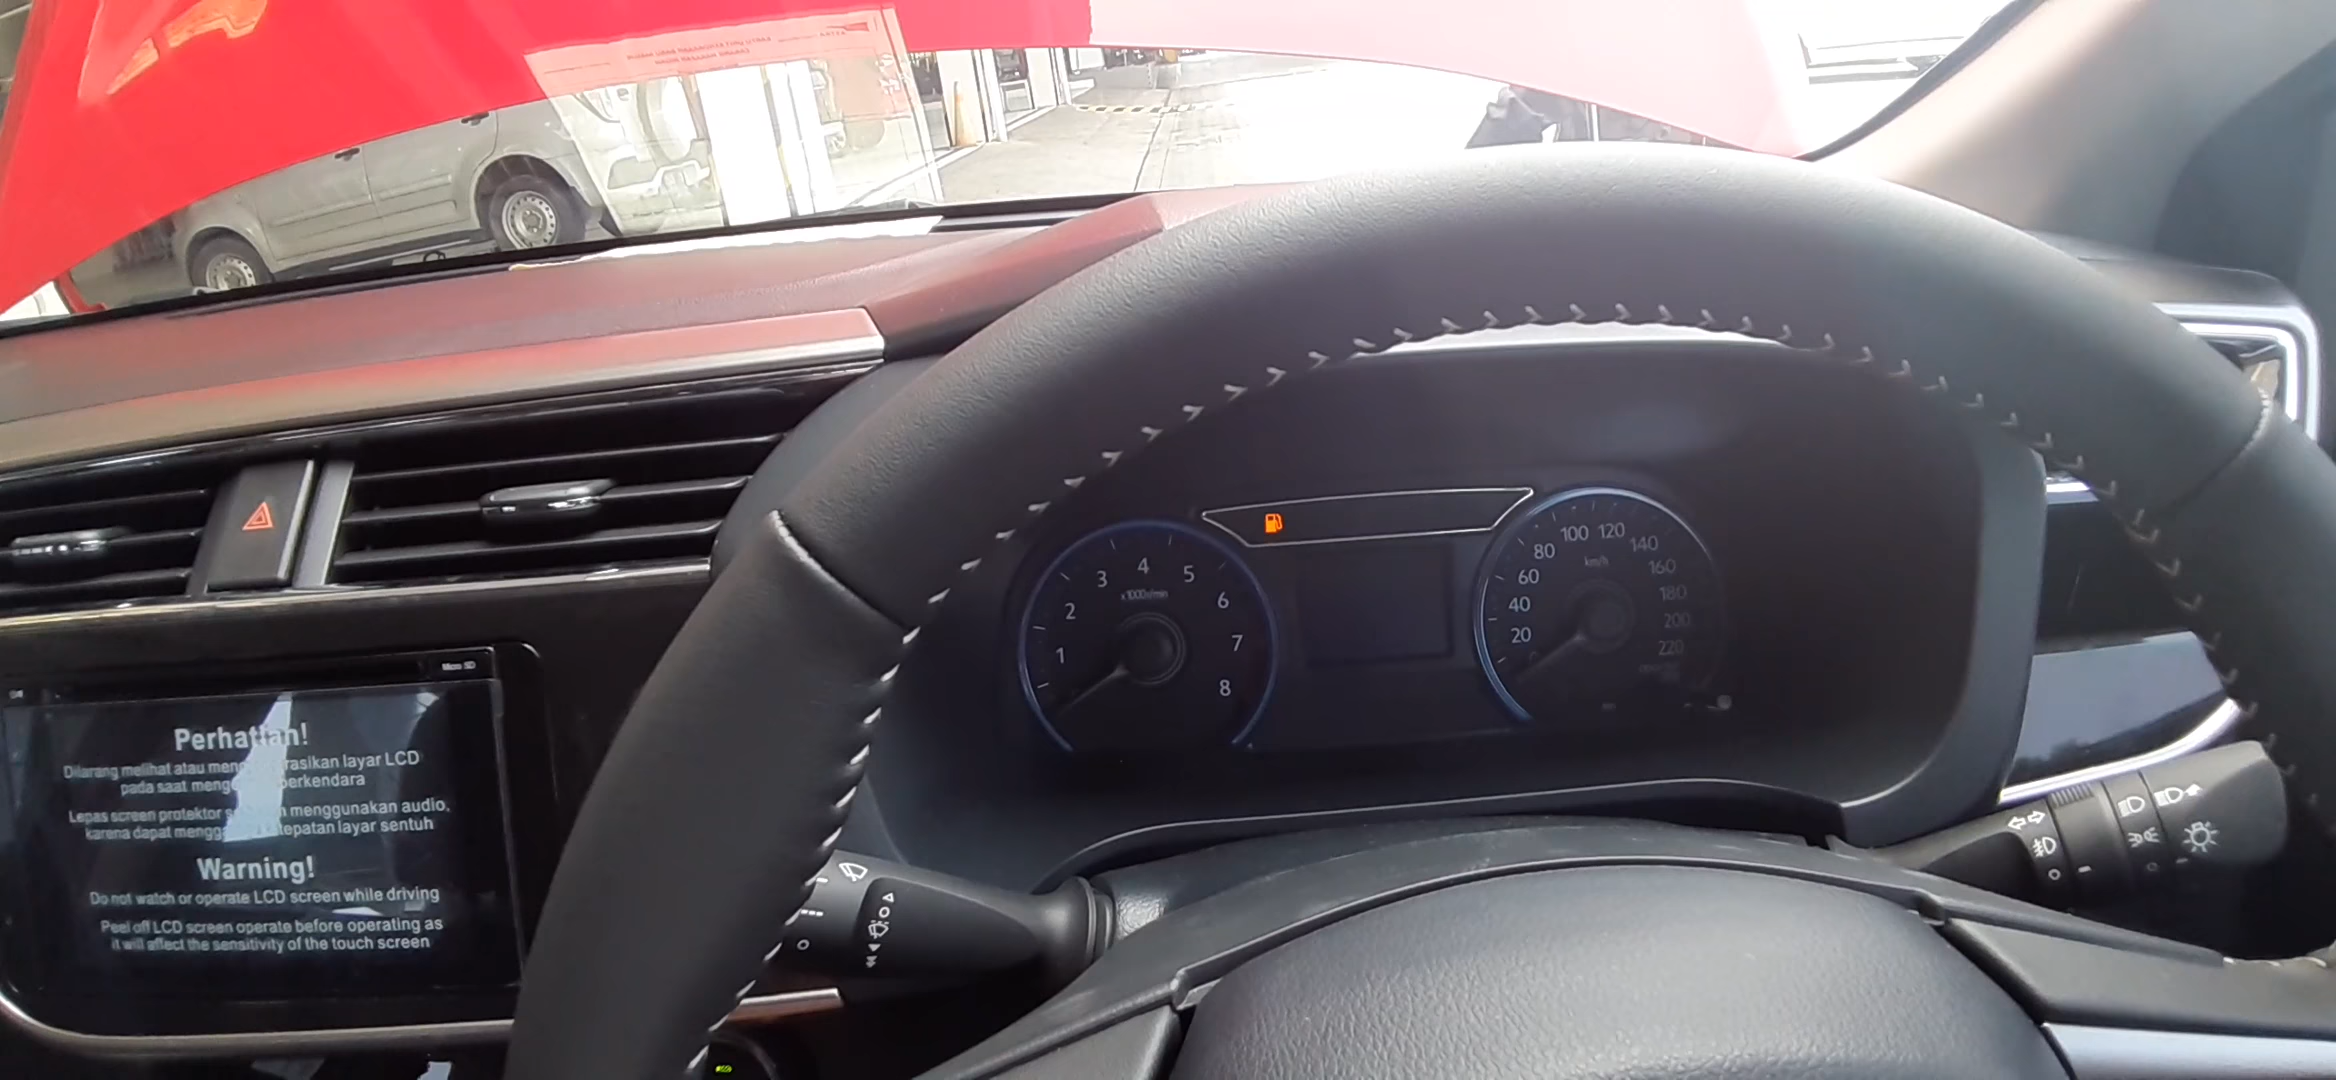 Micro SD
Perhatian!
Dilarang melihat atau rasikan layar LCD
pada saat berkendara
Lepas screen protektor menggunakan audio,
karena dapat layar sentuh
Warning!
Do not watch or operate LCD screen while driving
Peel off LCD screen operate before operating as
it will affect the sensitivity of the touch screen
1
2
3
4
5
6
7
8
x1000r/min
20
40
60
80
100
120
140
160
180
200
220
km/h